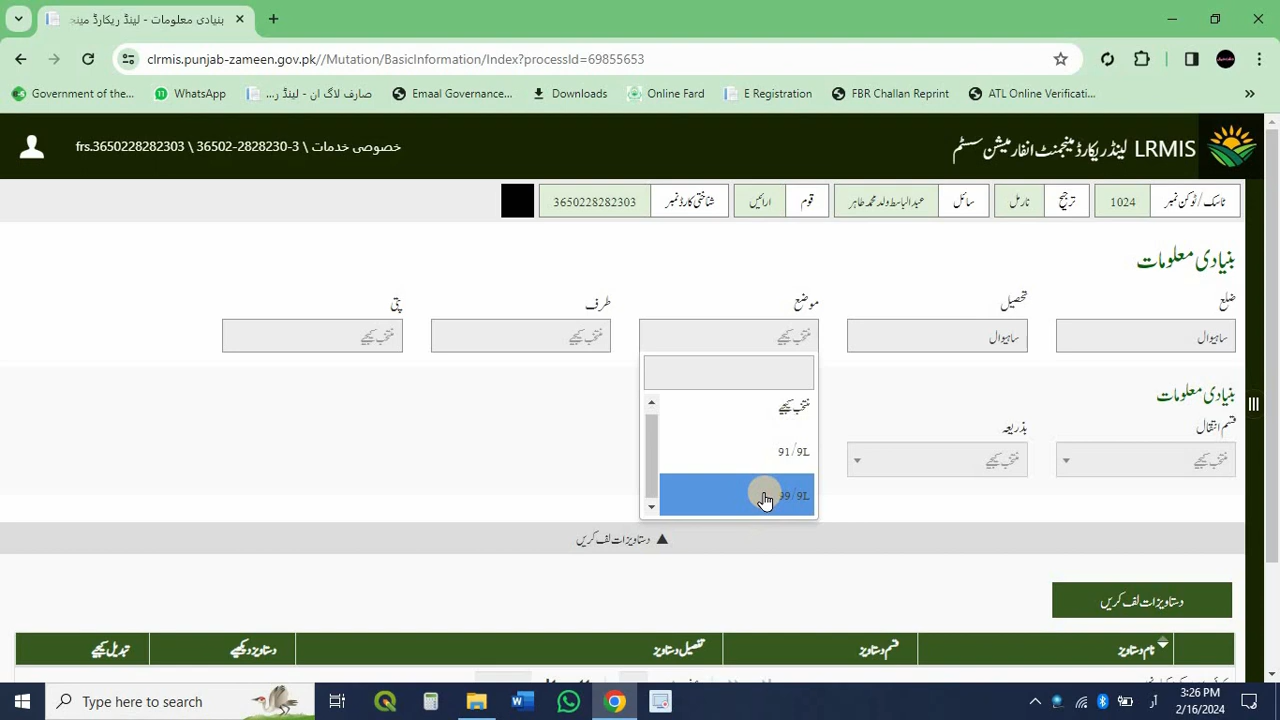 بنیادی معلومات - لینڈ ریکارڈ مینج
clrmis.punjab-zameen.gov.pk//Mutation/BasicInformation/Index?processId=69855653
Government of the...
WhatsApp
صارف لاگ ان - لینڈ ر...
Emaal Governance...
Downloads
Online Fard
E Registration
FBR Challan Reprint
ATL Online Verificati...
»
frs.3650228282303 \ 36502-2828230-3 \ خصوصی خدمات
LRMIS لینڈ ریکارڈ مینجمنٹ انفارمیشن سسٹم
ٹاسک/ٹوکن نمبر 1024
ترجیح نارمل
سائل عبدالباسط ولد محمد طاہر
قوم ارائیں
شناختی کارڈ نمبر 3650228282303
بنیادی معلومات
ضلع تحصیل موضع طرف پتی
ساہیوال ساہیوال منتخب کیجیے منتخب کیجیے منتخب کیجیے
منتخب کیجیے
91/9L
99/9L
بنیادی معلومات
قسم انتقال بذریعہ
منتخب کیجیے منتخب کیجیے
دستاویزات لف کریں ▲
دستاویزات لف کریں
نام دستاویز قسم دستاویز تفصیل دستاویز دستاویز دیکھیے تبدیل کیجیے
Type here to search
3:26 PM
2/16/2024